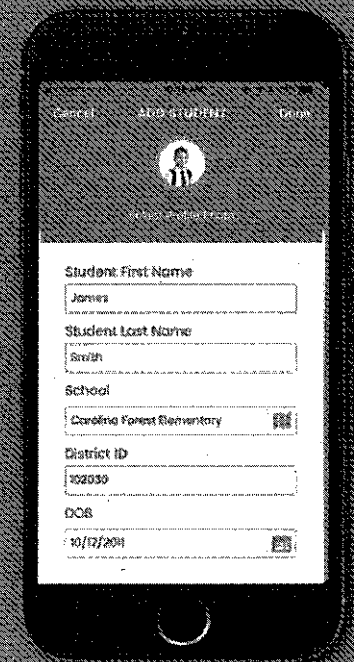 Cancel ADD STUDENT Done
Student First Name
James
Student Last Name
Smith
School
Carolina Forest Elementary
District ID
102030
DOB
10/12/2011